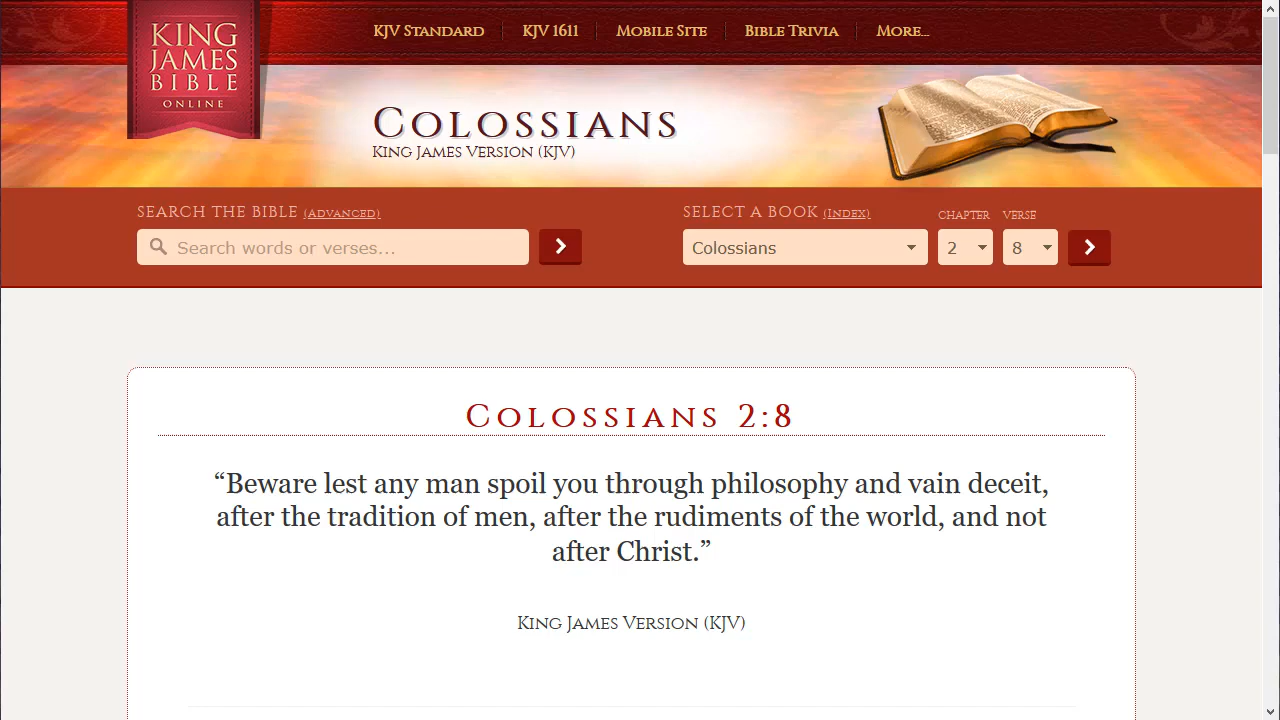 KING
JAMES
BIBLE
ONLINE
KJV Standard
KJV 1611
Mobile Site
Bible Trivia
More...
Colossians
King James Version (KJV)
SEARCH THE BIBLE (Advanced)
Search words or verses...
SELECT A BOOK (Index)
CHAPTER
VERSE
Colossians
2
8
Colossians 2:8
“Beware lest any man spoil you through philosophy and vain deceit,
after the tradition of men, after the rudiments of the world, and not
after Christ.”
King James Version (KJV)